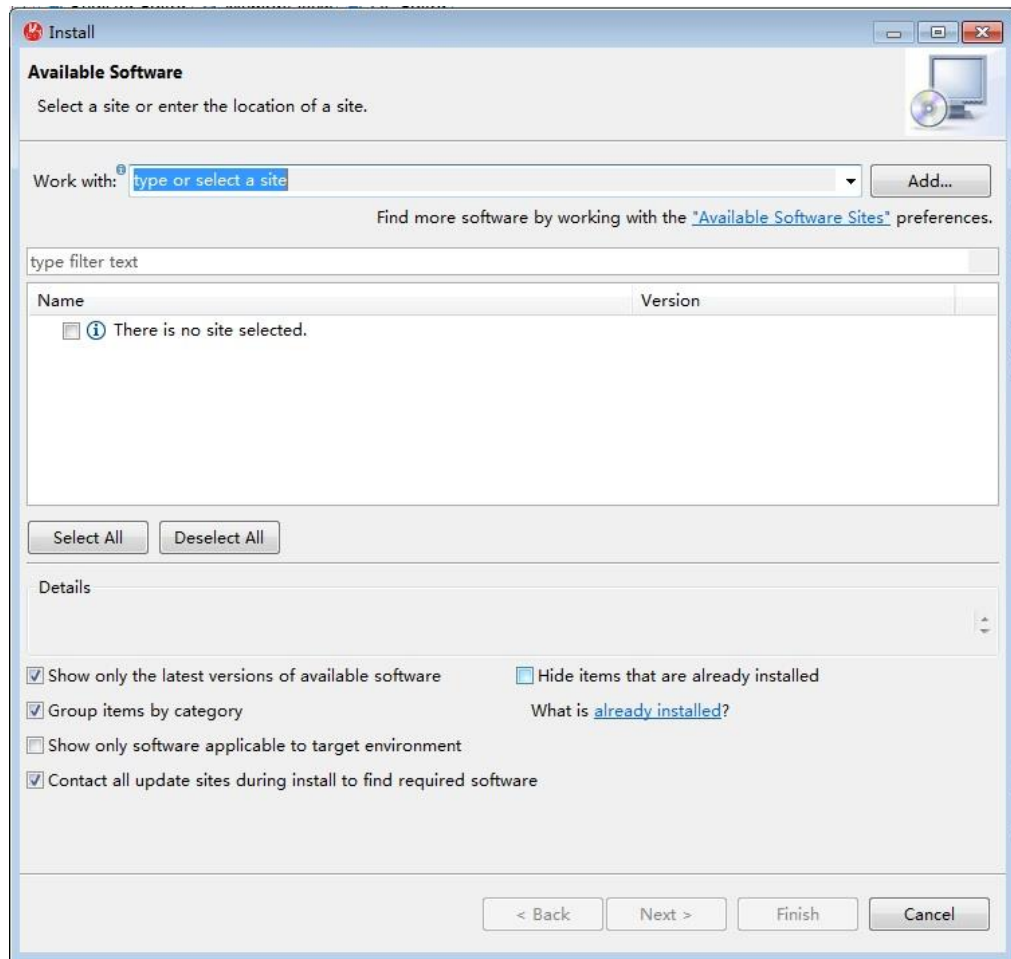 Install
Available Software
Select a site or enter the location of a site.
Work with: type or select a site Add...
Find more software by working with the "Available Software Sites" preferences.
type filter text
Name Version
There is no site selected.
Select All Deselect All
Details
Show only the latest versions of available software Hide items that are already installed
Group items by category What is already installed?
Show only software applicable to target environment
Contact all update sites during install to find required software
< Back Next > Finish Cancel